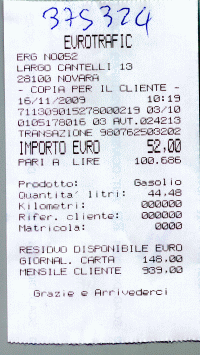 375324
EUROTRAFIC
ERG N0052
LARGO CANTELLI 13
28100 NOVARA
- COPIA PER IL CLIENTE -
16/11/2009 10:19
7113090152780000219 03/10
0105178016 03 AVT.024213
TRANSAZIONE 980762503202
IMPORTO EURO 52,00
PARI A LIRE 100.686
Prodotto: Gasolio
Quantita' litri: 44.48
Kilometri: 000000
Rifer. cliente: 000000
Matricola: 0000
RESIDUO DISPONIBILE EURO
GIORNAL. CARTA 148,00
MENSILE CLIENTE 939,00
Grazie e Arrivederci